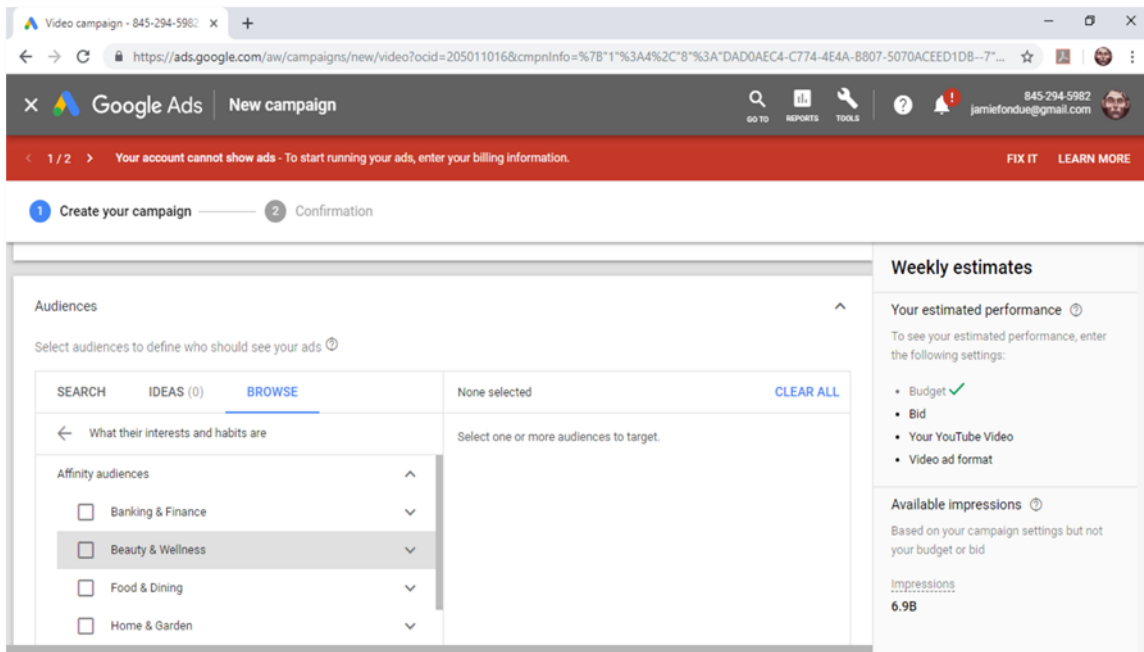 Video campaign - 845-294-5982
https://ads.google.com/aw/campaigns/new/video?ocid=205011016&cmpnInfo=%7B"1"%3A4%2C"8"%3A"DAD0AEC4-C774-4E4A-B807-5070ACEED1DB--7"...
Google Ads New campaign
GO TO REPORTS TOOLS
845-294-5982
jamiefondue@gmail.com
1 / 2 Your account cannot show ads - To start running your ads, enter your billing information. FIX IT LEARN MORE
1 Create your campaign 2 Confirmation
Audiences
Select audiences to define who should see your ads
SEARCH IDEAS (0) BROWSE
What their interests and habits are
Affinity audiences
Banking & Finance
Beauty & Wellness
Food & Dining
Home & Garden
None selected CLEAR ALL
Select one or more audiences to target.
Weekly estimates
Your estimated performance
To see your estimated performance, enter
the following settings:
• Budget
• Bid
• Your YouTube Video
• Video ad format
Available impressions
Based on your campaign settings but not
your budget or bid
Impressions
6.9B